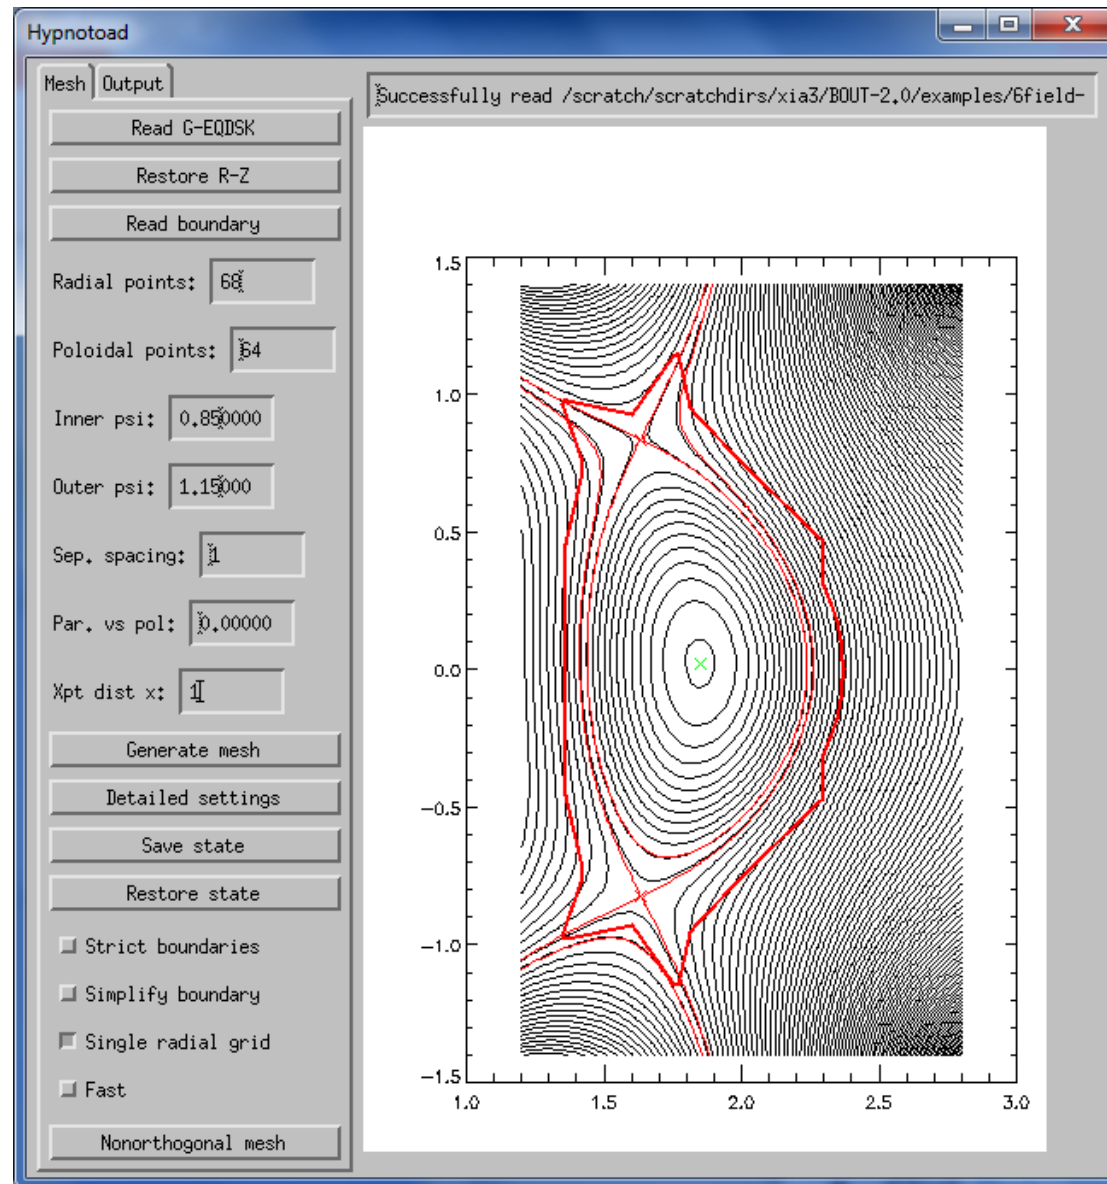 Hypnotoad
Mesh Output
Successfully read /scratch/scratchdirs/xia3/BOUT-2.0/examples/6field-
Read G-EQDSK
Restore R-Z
Read boundary
Radial points: 68
Poloidal points: 64
Inner psi: 0.850000
Outer psi: 1.15000
Sep. spacing: 1
Par. vs pol: 0.00000
Xpt dist x: 1
Generate mesh
Detailed settings
Save state
Restore state
Strict boundaries
Simplify boundary
Single radial grid
Fast
Nonorthogonal mesh
1.5
1.0
0.5
0.0
-0.5
-1.0
-1.5
1.0 1.5 2.0 2.5 3.0